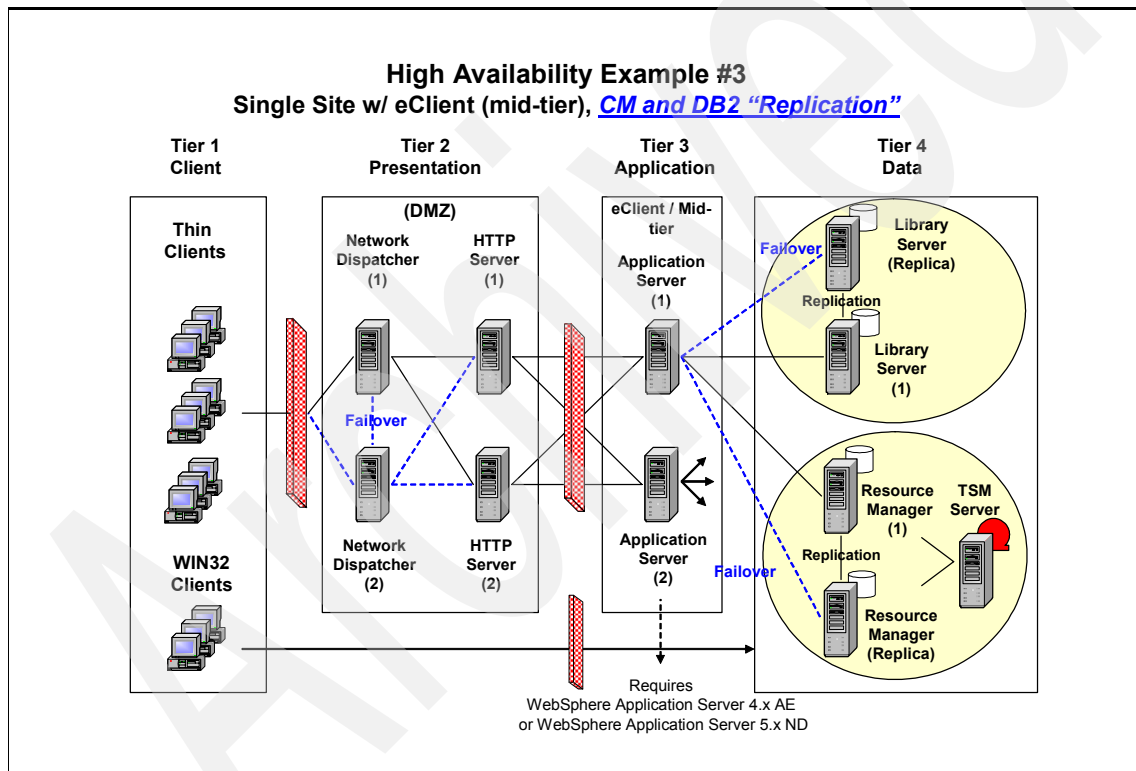 High Availability Example #3
Single Site w/ eClient (mid-tier), CM and DB2 “Replication”
Tier 1
Client
Tier 2
Presentation
Tier 3
Application
Tier 4
Data
Thin
Clients
WIN32
Clients
(DMZ)
Network
Dispatcher
(1)
HTTP
Server
(1)
Failover
Network
Dispatcher
(2)
HTTP
Server
(2)
eClient / Mid-
tier
Application
Server
(1)
Application
Server
(2)
Failover
Failover
Library
Server
(Replica)
Replication
Library
Server
(1)
Resource
Manager
(1)
TSM
Server
Replication
Resource
Manager
(Replica)
Requires
WebSphere Application Server 4.x AE
or WebSphere Application Server 5.x ND
Archived